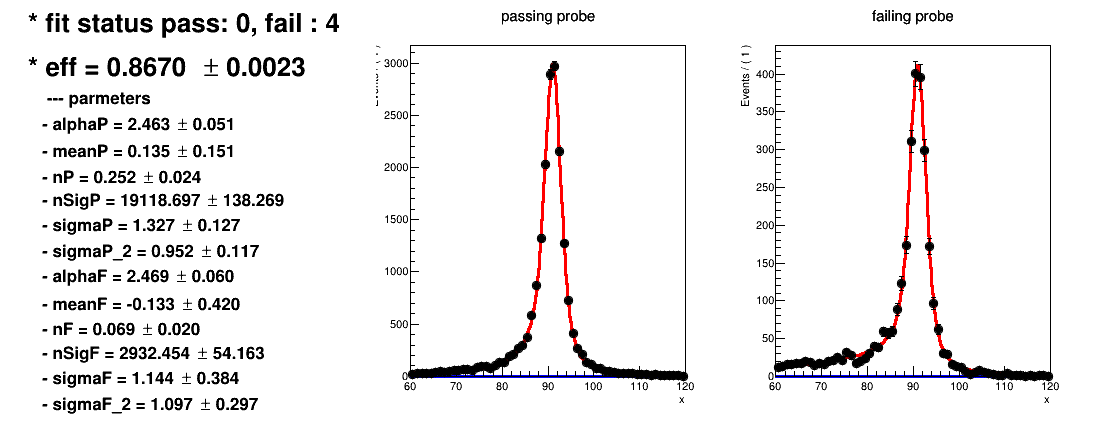 * fit status pass: 0, fail : 4
* eff = 0.8670 ± 0.0023
--- parmeters
- alphaP = 2.463 ± 0.051
- meanP = 0.135 ± 0.151
- nP = 0.252 ± 0.024
- nSigP = 19118.697 ± 138.269
- sigmaP = 1.327 ± 0.127
- sigmaP_2 = 0.952 ± 0.117
- alphaF = 2.469 ± 0.060
- meanF = -0.133 ± 0.420
- nF = 0.069 ± 0.020
- nSigF = 2932.454 ± 54.163
- sigmaF = 1.144 ± 0.384
- sigmaF_2 = 1.097 ± 0.297
passing probe
3000
2500
2000
1500
1000
500
0
60 70 80 90 100 110 120
x
failing probe
Events / ( 1 )
400
350
300
250
200
150
100
50
0
60 70 80 90 100 110 120
x